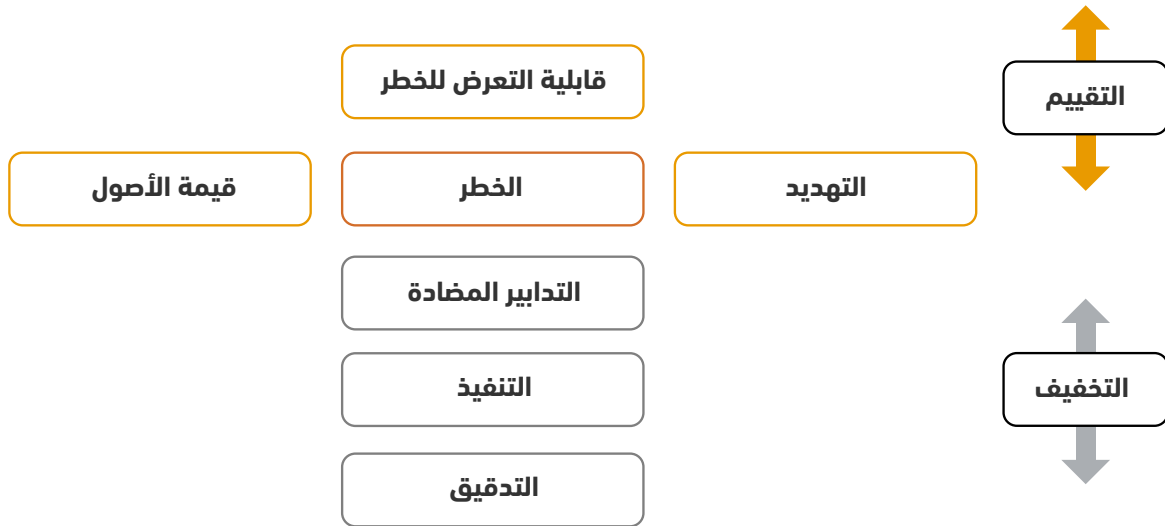 قابلية التعرض للخطر
التقييم
التهديد
الخطر
قيمة الأصول
التدابير المضادة
التخفيف
التنفيذ
التدقيق